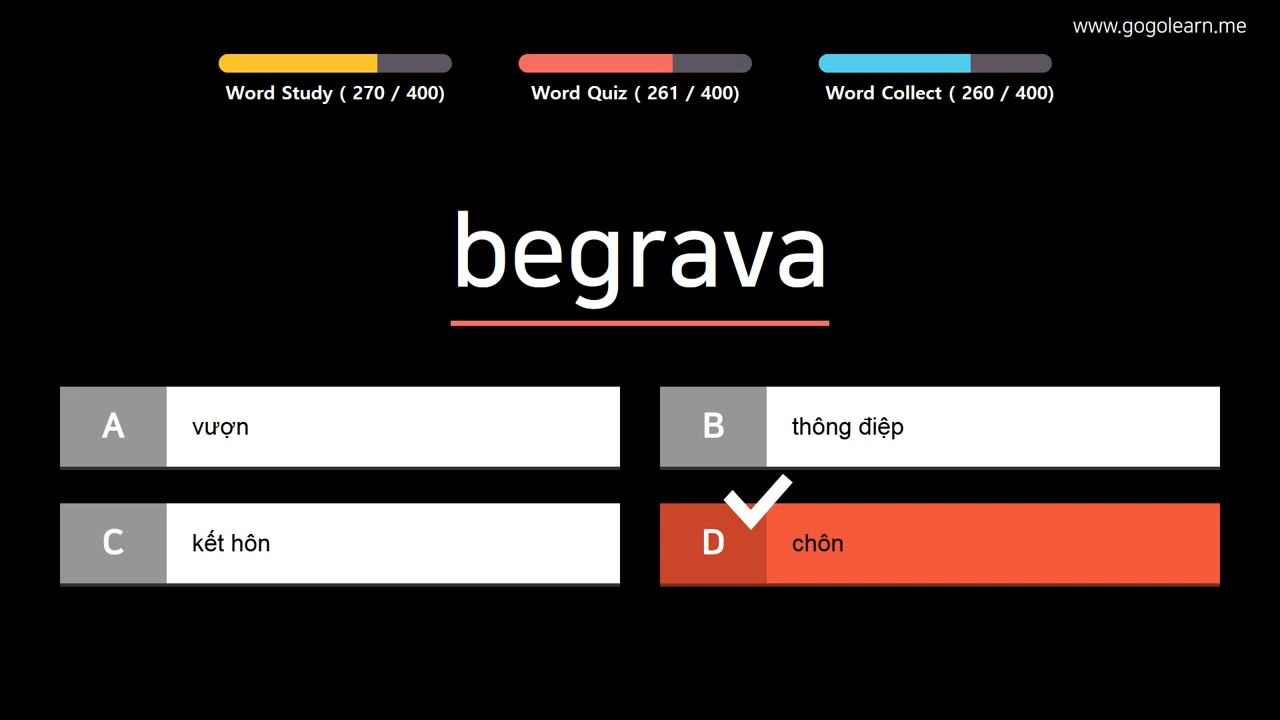 www.gogolearn.me
Word Study ( 270 / 400)
Word Quiz ( 261 / 400)
Word Collect ( 260 / 400)
begrava
A vượn
B thông điệp
C kết hôn
D chôn